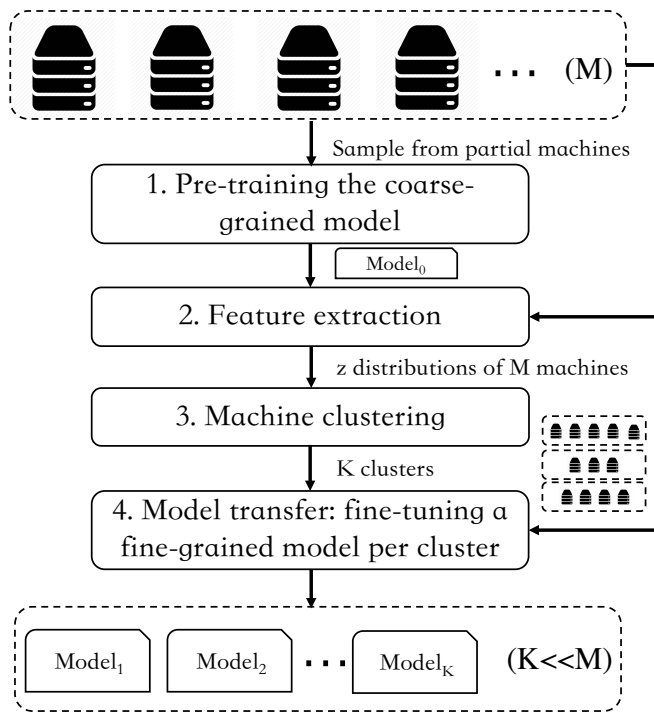 … (M)
Sample from partial machines
1. Pre-training the coarse-
grained model
Model₀
2. Feature extraction
z distributions of M machines
3. Machine clustering
K clusters
4. Model transfer: fine-tuning a
fine-grained model per cluster
Model₁ Model₂ … Model_K (K<<M)